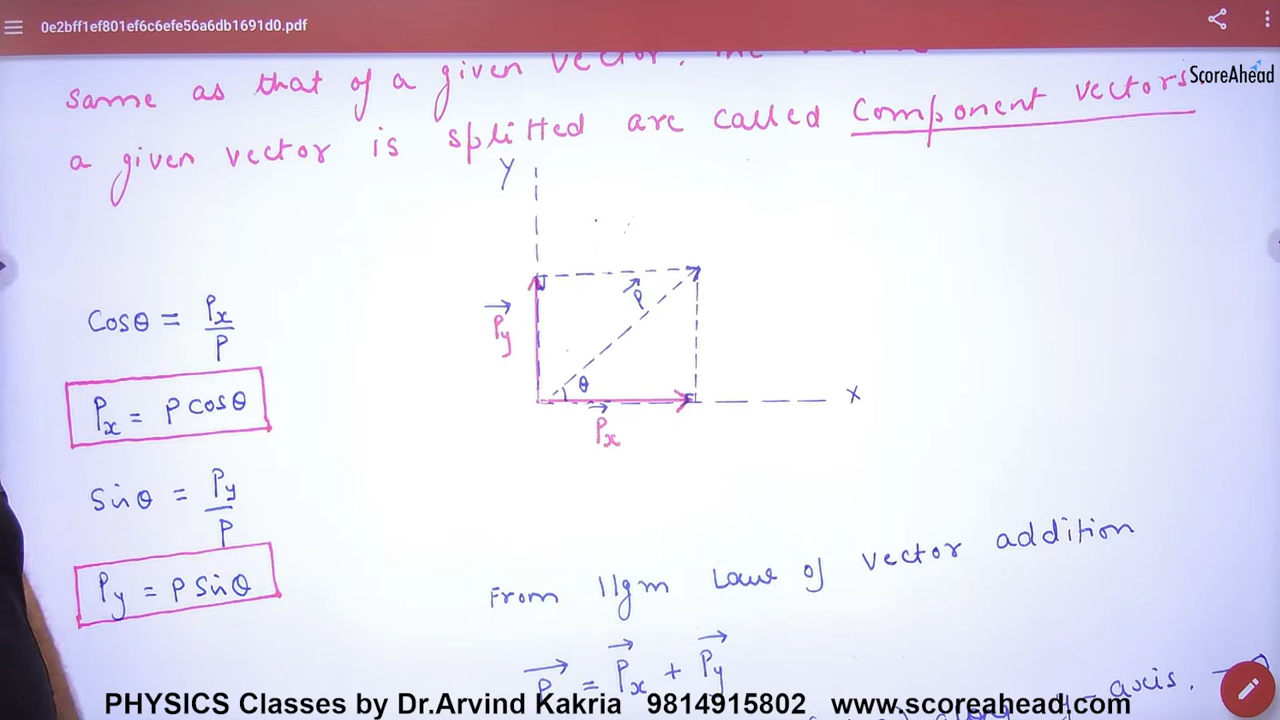 0e2bff1ef801ef6c6efe56a6db1691d0.pdf
same as that of a given vector.
ScoreAhead
a given vector is splitted are called Component vectors.
Y
P
Py
Cosθ = Px/P
θ
X
Px = P cosθ
Px
Sinθ = Py/P
From llgm Law of vector addition
Py = P Sinθ
P = Px + Py
y-axis.
PHYSICS Classes by Dr.Arvind Kakria 9814915802 www.scoreahead.com